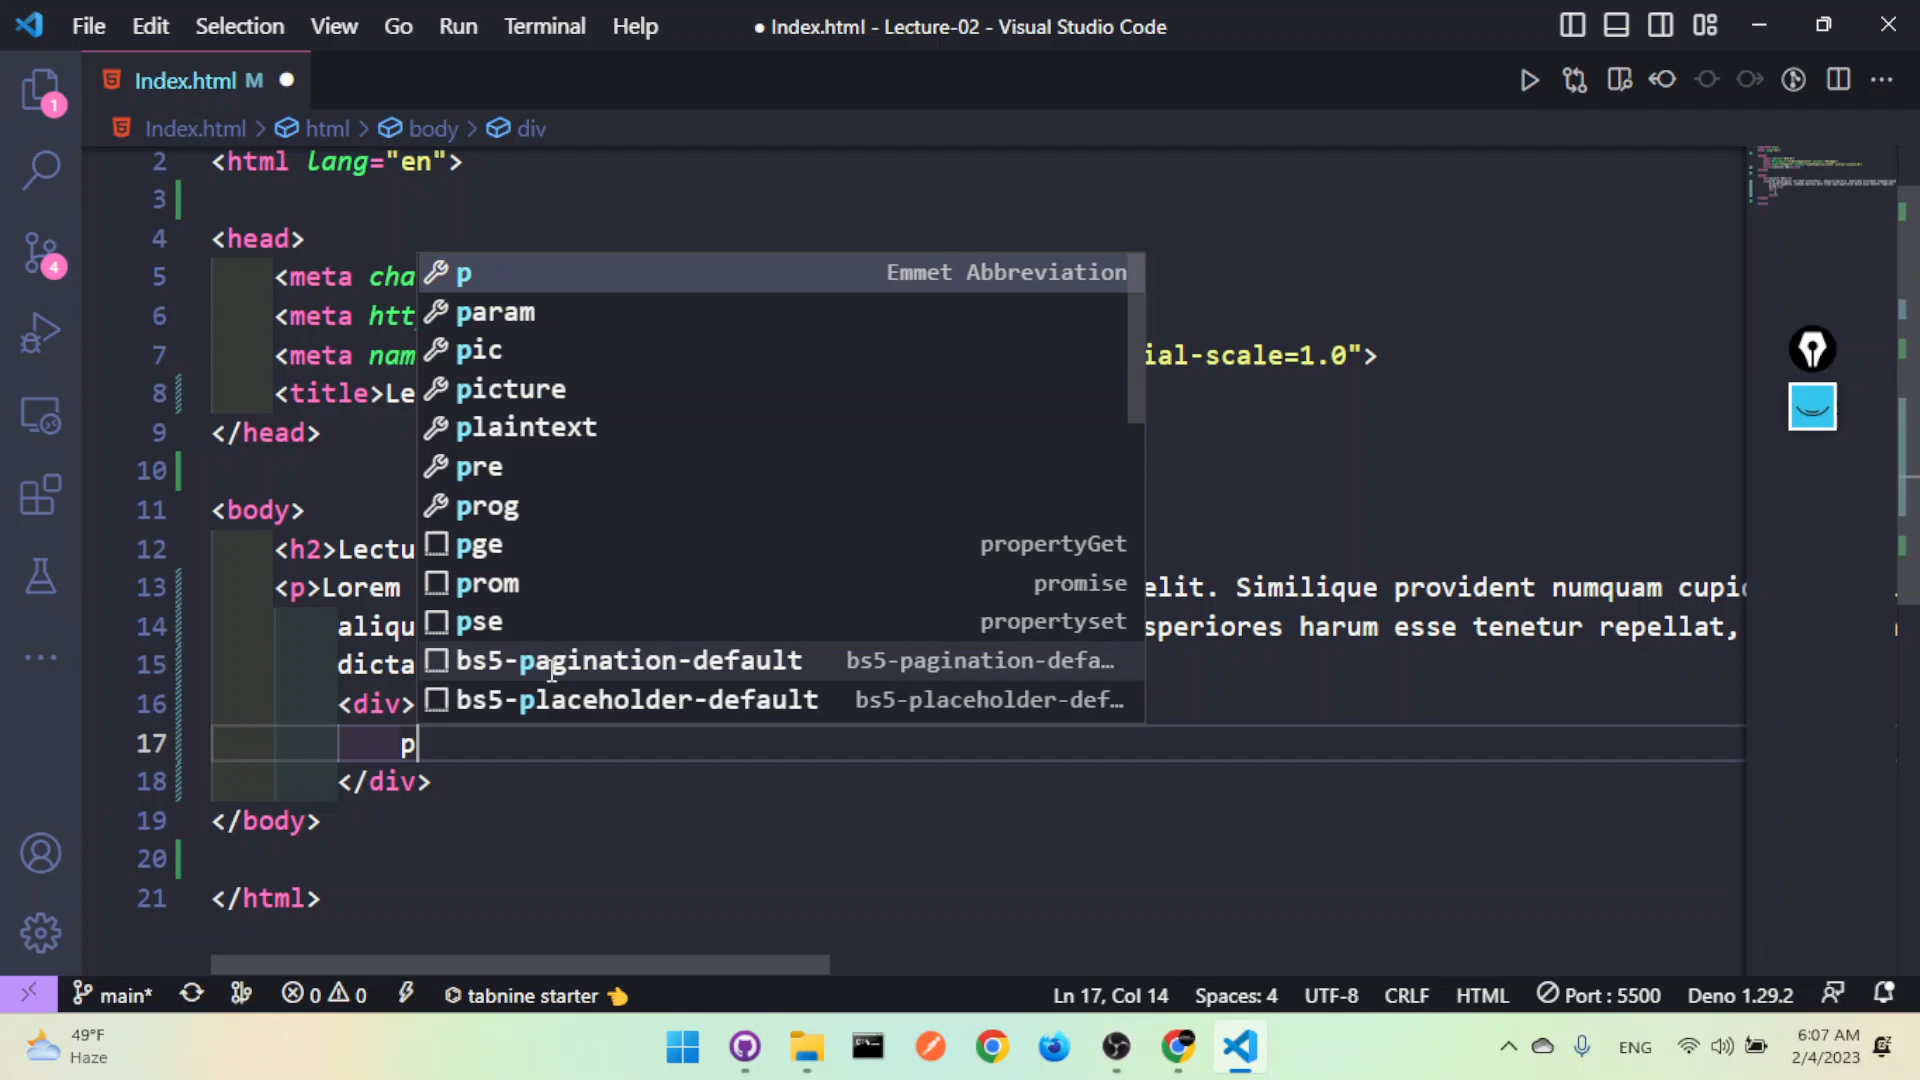 File Edit Selection View Go Run Terminal Help
● Index.html - Lecture-02 - Visual Studio Code
Index.html M
Index.html > html > body > div
1
4
2 <html lang="en">
3
4 <head>
5 <meta cha
6 <meta htt
7 <meta nam ial-scale=1.0">
8 <title>Le
9 </head>
10
11 <body>
12 <h2>Lectu
13 <p>Lorem elit. Similique provident numquam cupi
14 aliqu speriores harum esse tenetur repellat,
15 dicta
16 <div>
17 p
18 </div>
19 </body>
20
21 </html>
p Emmet Abbreviation
param
pic
picture
plaintext
pre
prog
pge propertyGet
prom promise
pse propertyset
bs5-pagination-default bs5-pagination-defa...
bs5-placeholder-default bs5-placeholder-def...
main* 0 0 tabnine starter 👈 Ln 17, Col 14 Spaces: 4 UTF-8 CRLF HTML Port : 5500 Deno 1.29.2
49°F
Haze
ENG
6:07 AM
2/4/2023